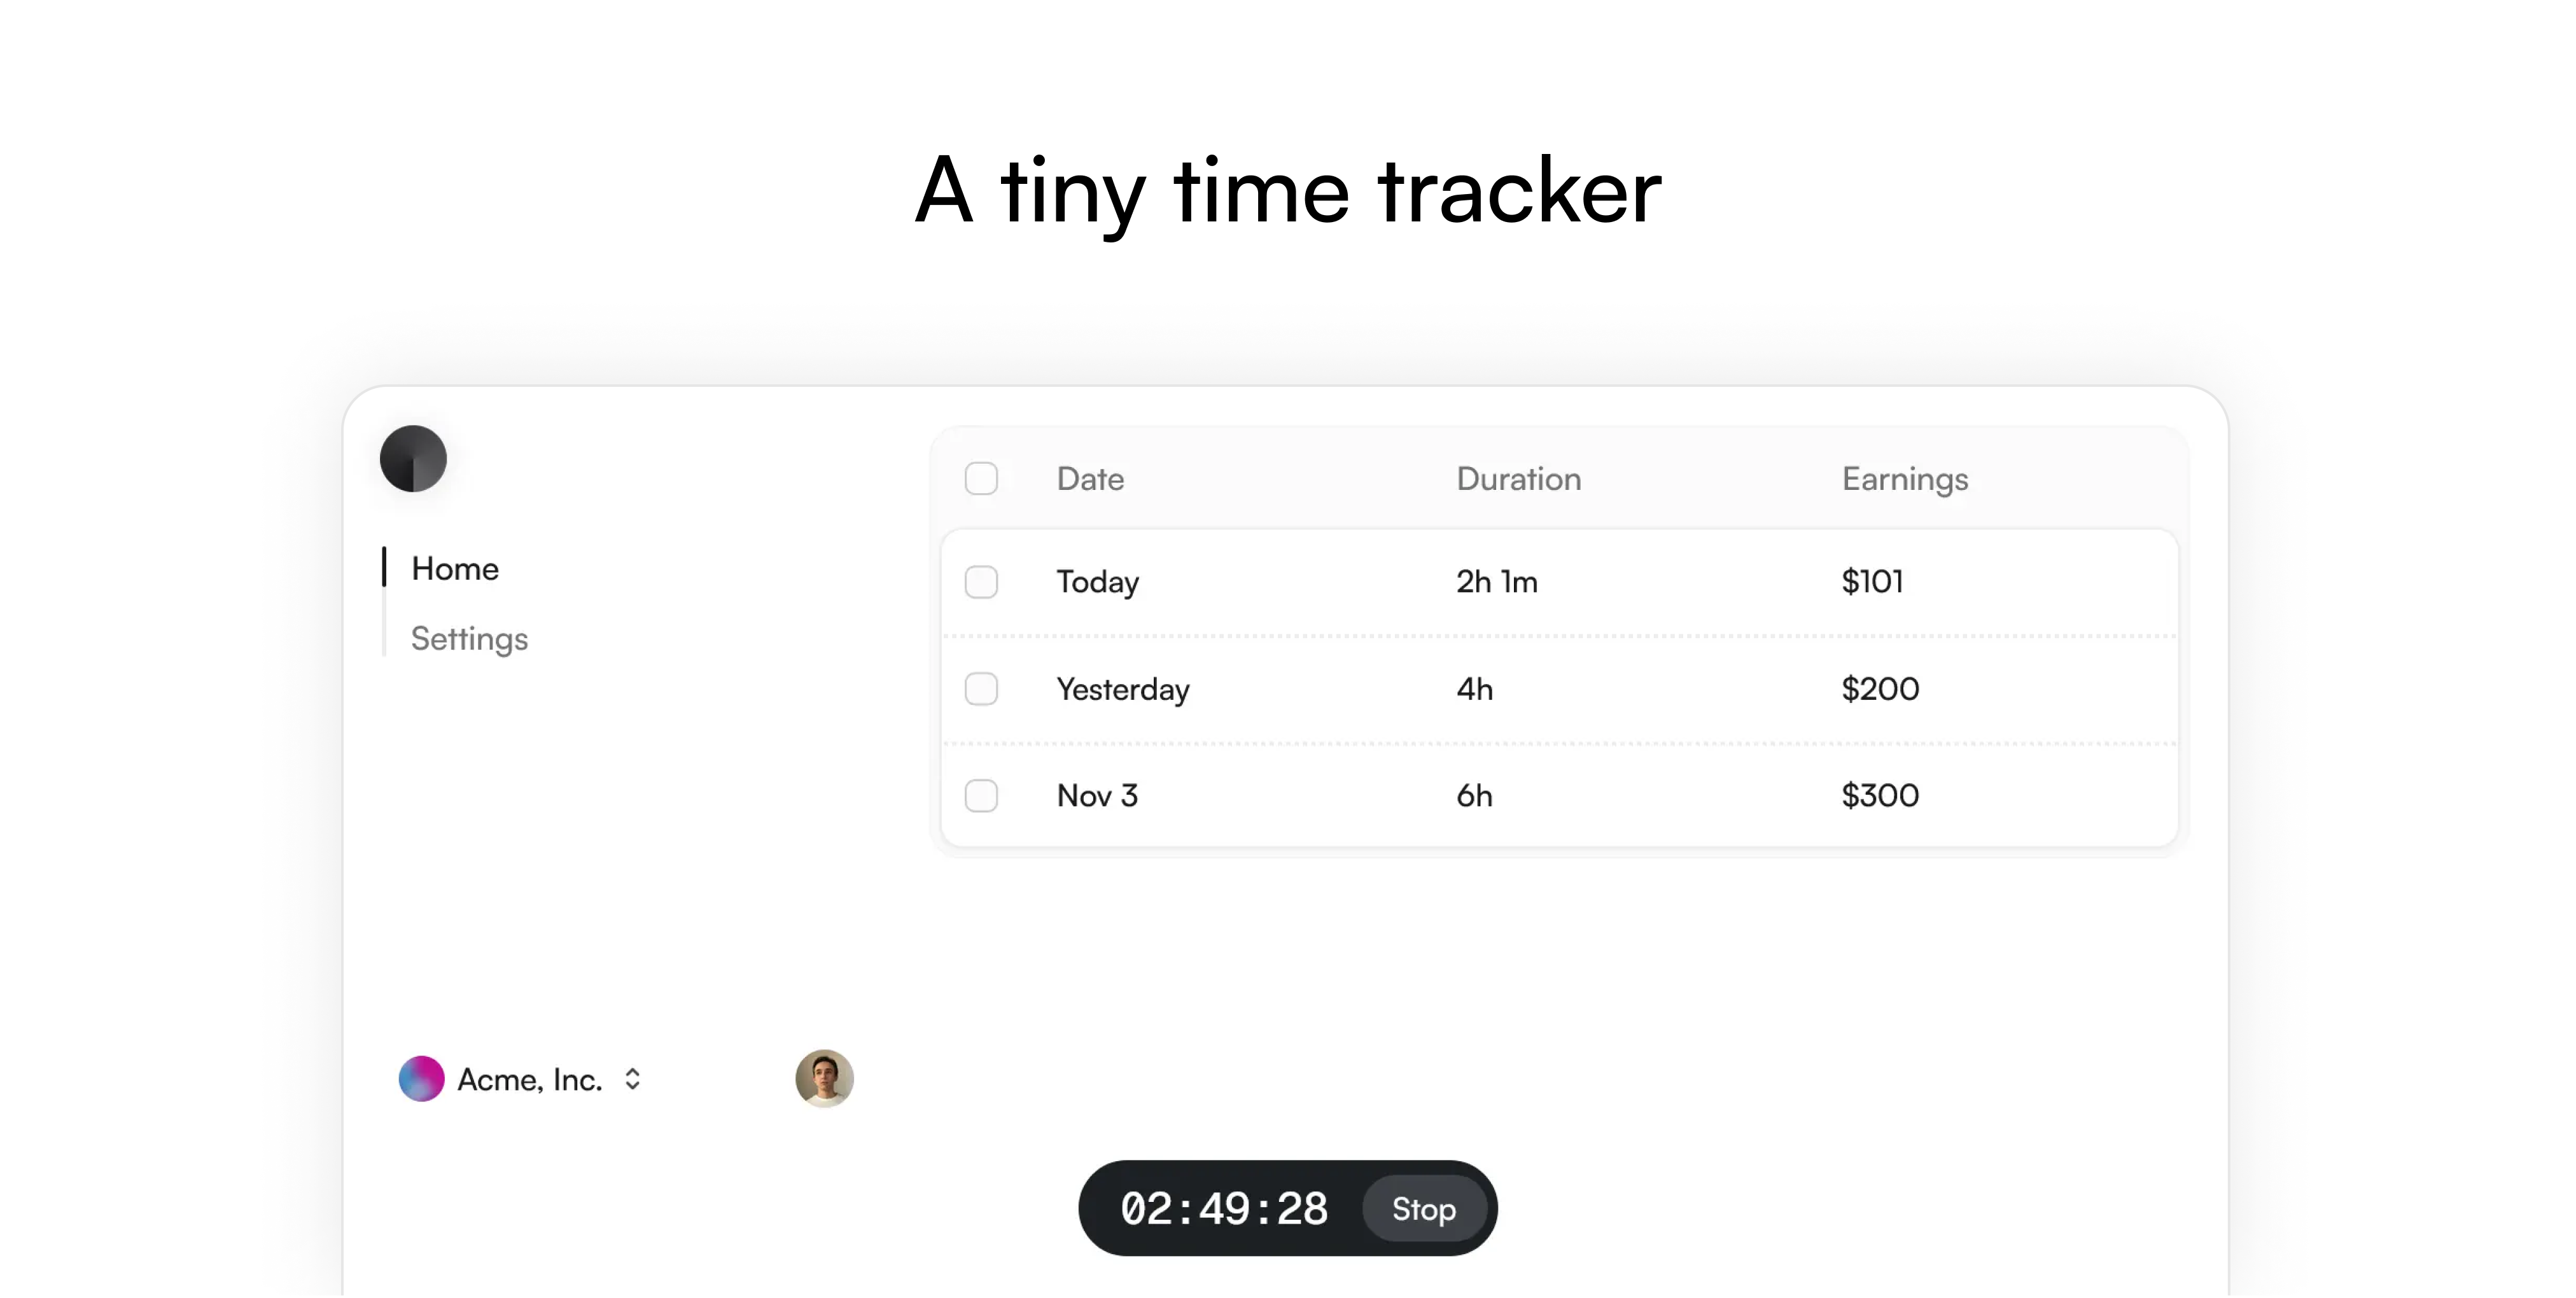 A tiny time tracker
Home
Settings
Acme, Inc.
Date Duration Earnings
Today 2h 1m $101
Yesterday 4h $200
Nov 3 6h $300
02:49:28 Stop